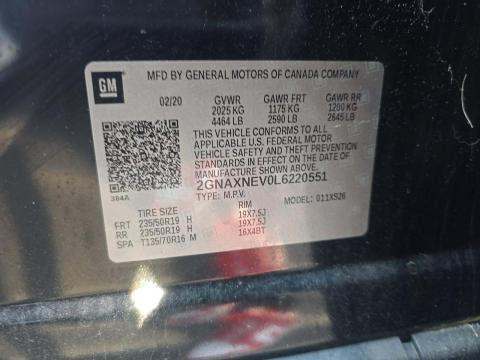 GM
MFD BY GENERAL MOTORS OF CANADA COMPANY
02/20 GVWR GAWR FRT GAWR RR
2025 KG 1175 KG 1200 KG
4464 LB 2590 LB 2645 LB
THIS VEHICLE CONFORMS TO ALL
APPLICABLE U.S. FEDERAL MOTOR
VEHICLE SAFETY, BUMPER, AND THEFT
PREVENTION STANDARDS IN EFFECT
ON THE DATE OF MANUFACTURE
SHOWN ABOVE.
2GNAXNEV0L6220551
384A TYPE: M.P.V. MODEL: 011XS26
TIRE SIZE RIM
FRT 235/50R19 H 19X7.5J
RR 235/50R19 H 19X7.5J
SPA T135/70R16 M 16X4BT